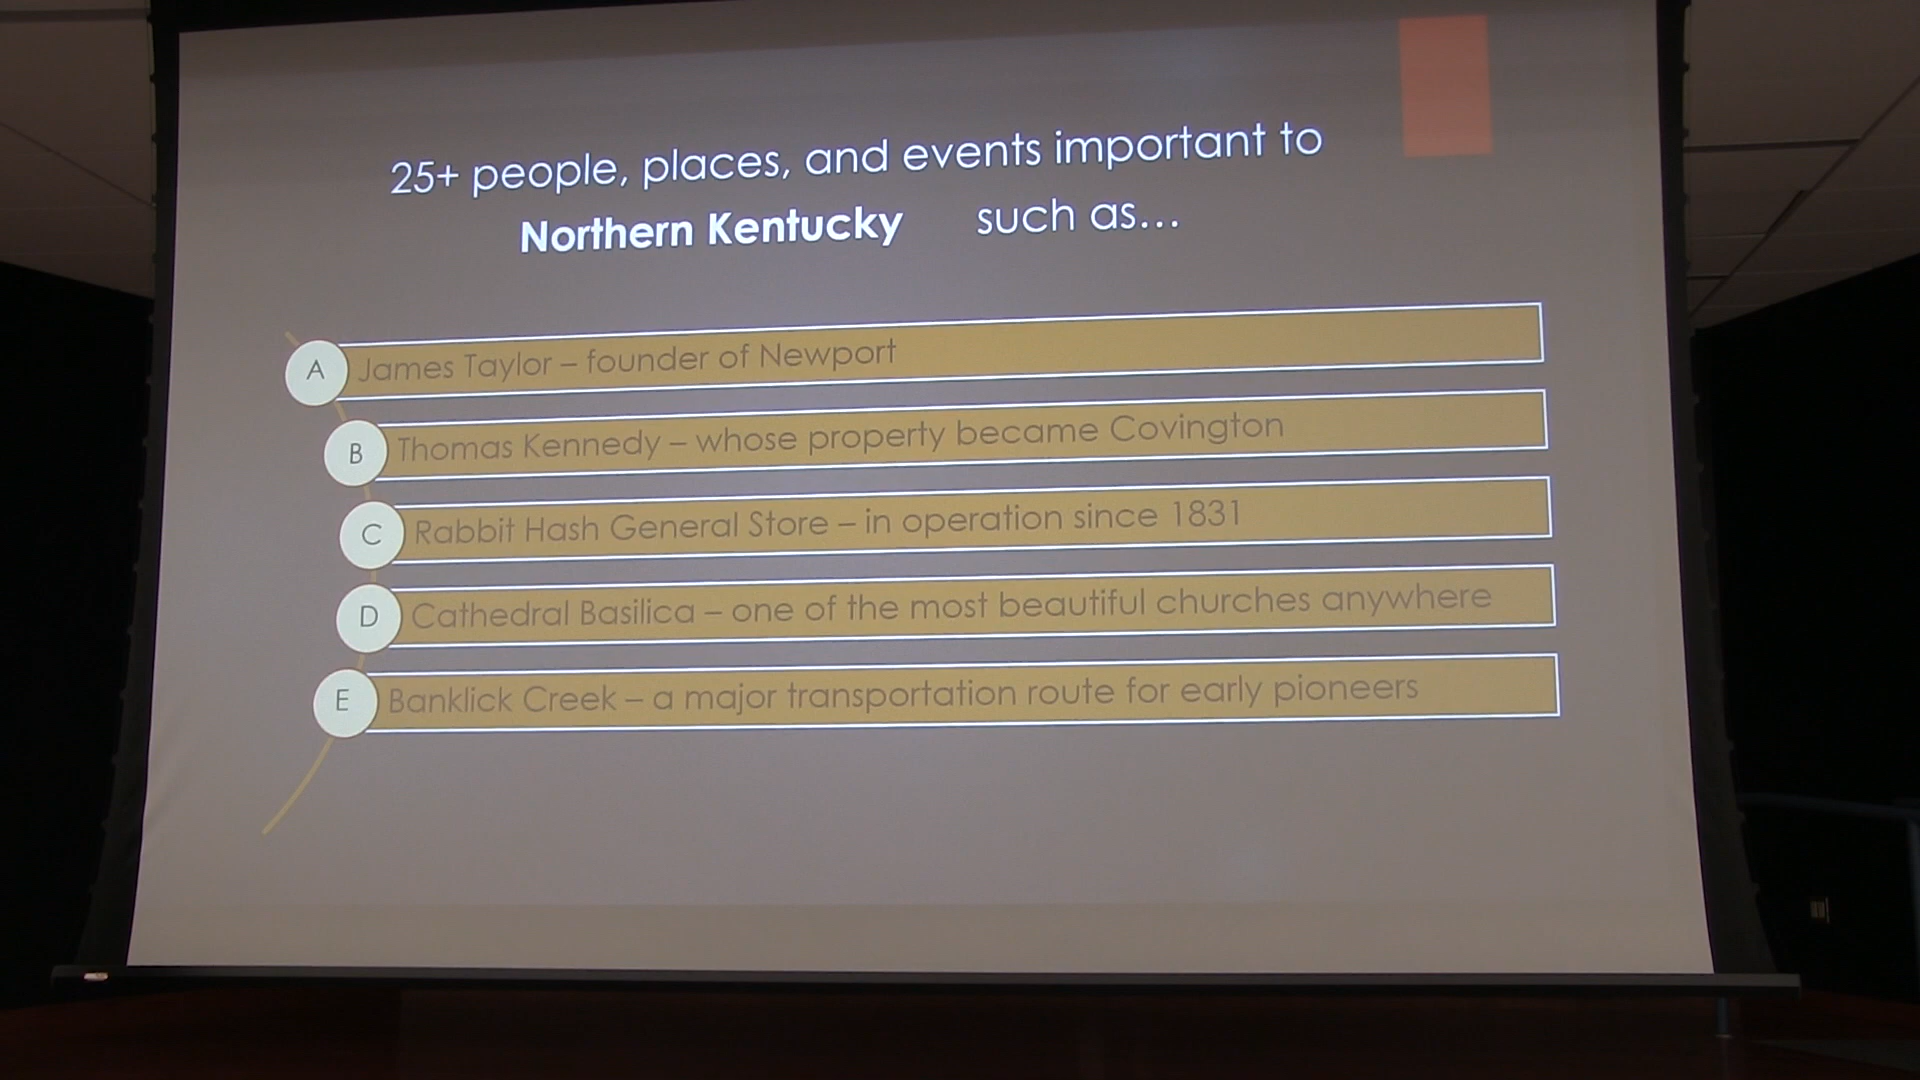 25+ people, places, and events important to
Northern Kentucky such as...
A James Taylor – founder of Newport
B Thomas Kennedy – whose property became Covington
C Rabbit Hash General Store – in operation since 1831
D Cathedral Basilica – one of the most beautiful churches anywhere
E Banklick Creek – a major transportation route for early pioneers